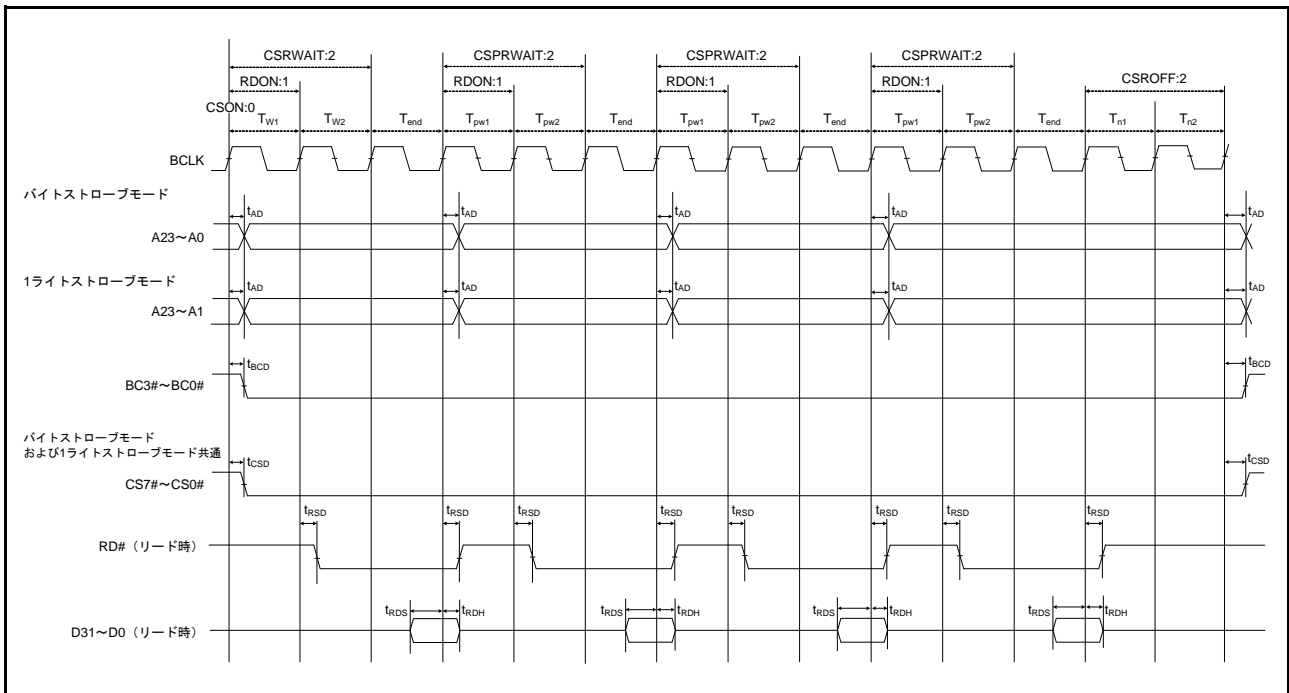 CSRWAIT:2 CSPRWAIT:2 CSPRWAIT:2 CSPRWAIT:2
RDON:1 RDON:1 RDON:1 RDON:1 CSROFF:2
CSON:0
TW1 TW2 Tend Tpw1 Tpw2 Tend Tpw1 Tpw2 Tend Tpw1 Tpw2 Tend Tn1 Tn2
BCLK
バイトストローブモード
tAD tAD tAD tAD tAD
A23～A0
1ライトストローブモード
tAD tAD tAD tAD tAD
A23～A1
tBCD tBCD
BC3#～BC0#
バイトストローブモード
および1ライトストローブモード共通
tCSD tCSD
CS7#～CS0#
tRSD tRSD tRSD tRSD tRSD tRSD tRSD tRSD
RD#（リード時）
tRDS tRDH tRDS tRDH tRDS tRDH tRDS tRDH
D31～D0（リード時）